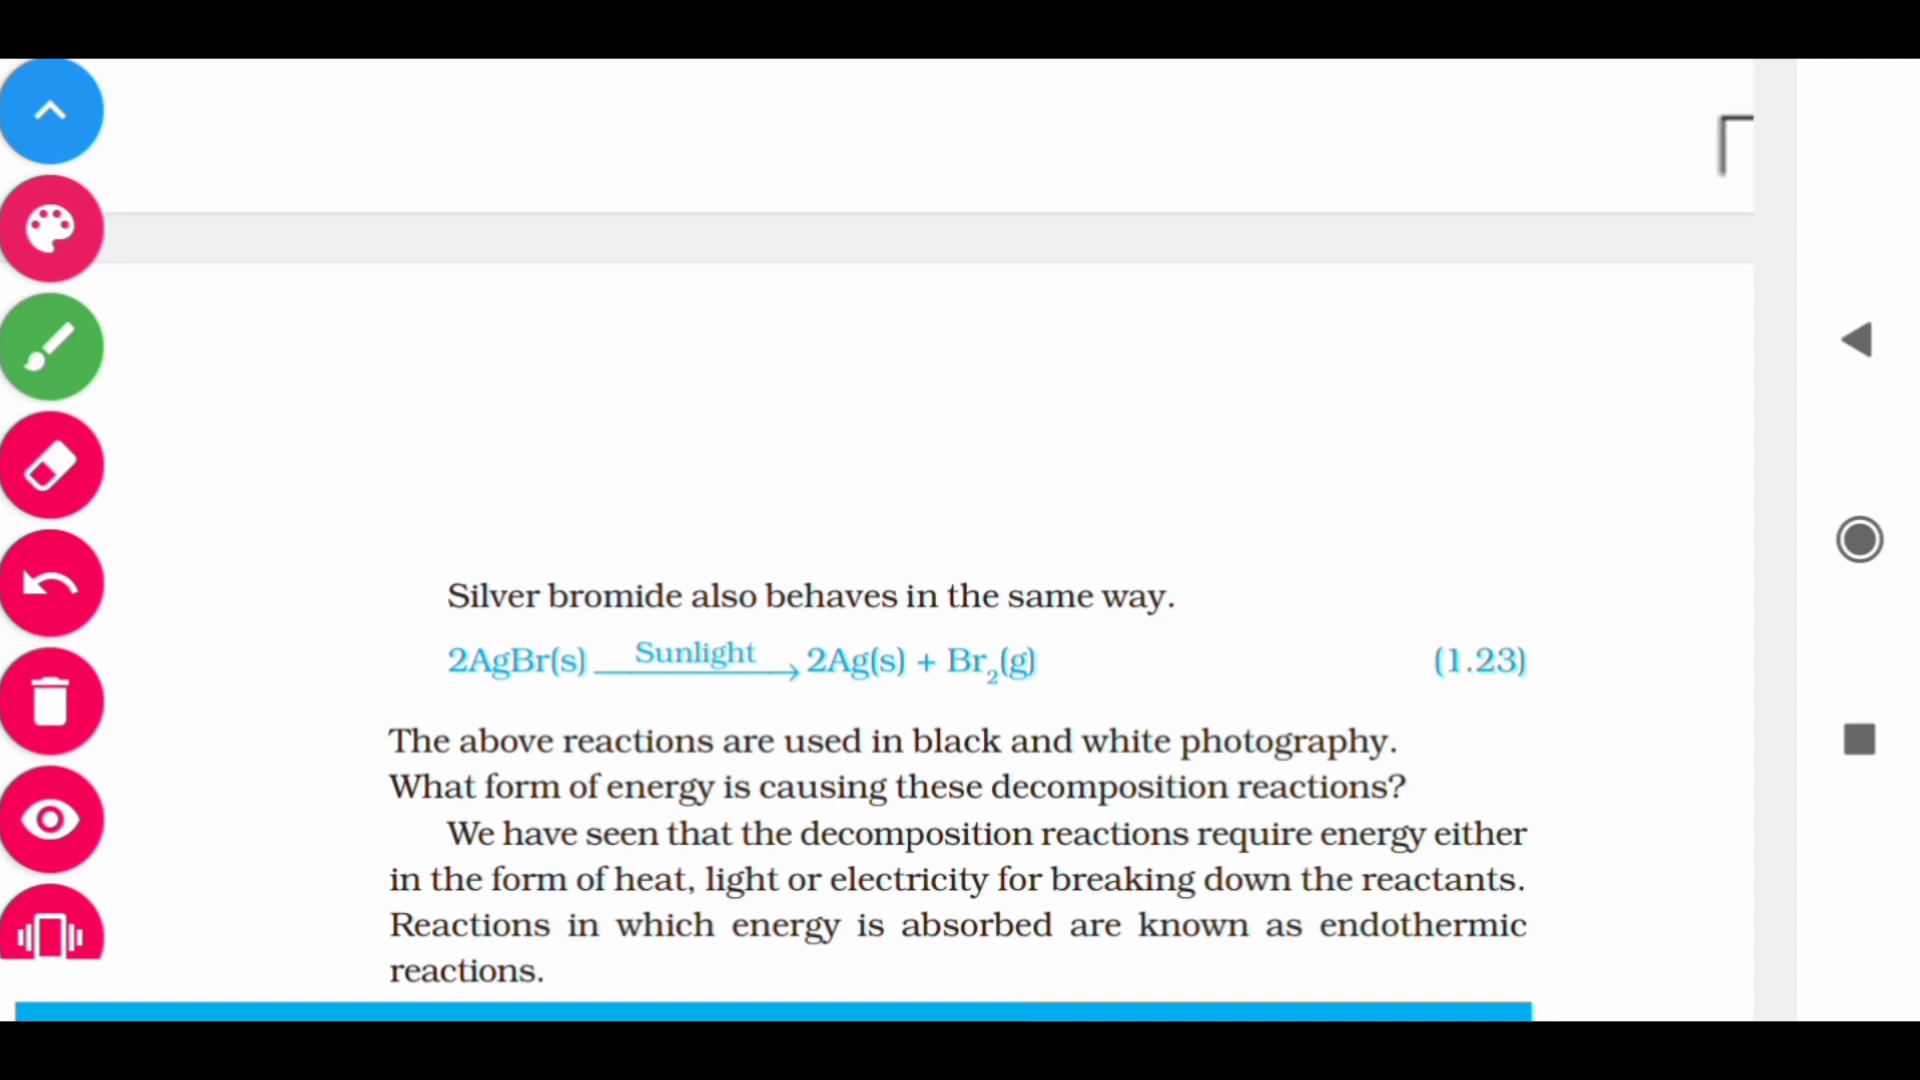 Silver bromide also behaves in the same way.
2AgBr(s) Sunlight→ 2Ag(s) + Br₂(g) (1.23)
The above reactions are used in black and white photography.
What form of energy is causing these decomposition reactions?
We have seen that the decomposition reactions require energy either
in the form of heat, light or electricity for breaking down the reactants.
Reactions in which energy is absorbed are known as endothermic
reactions.